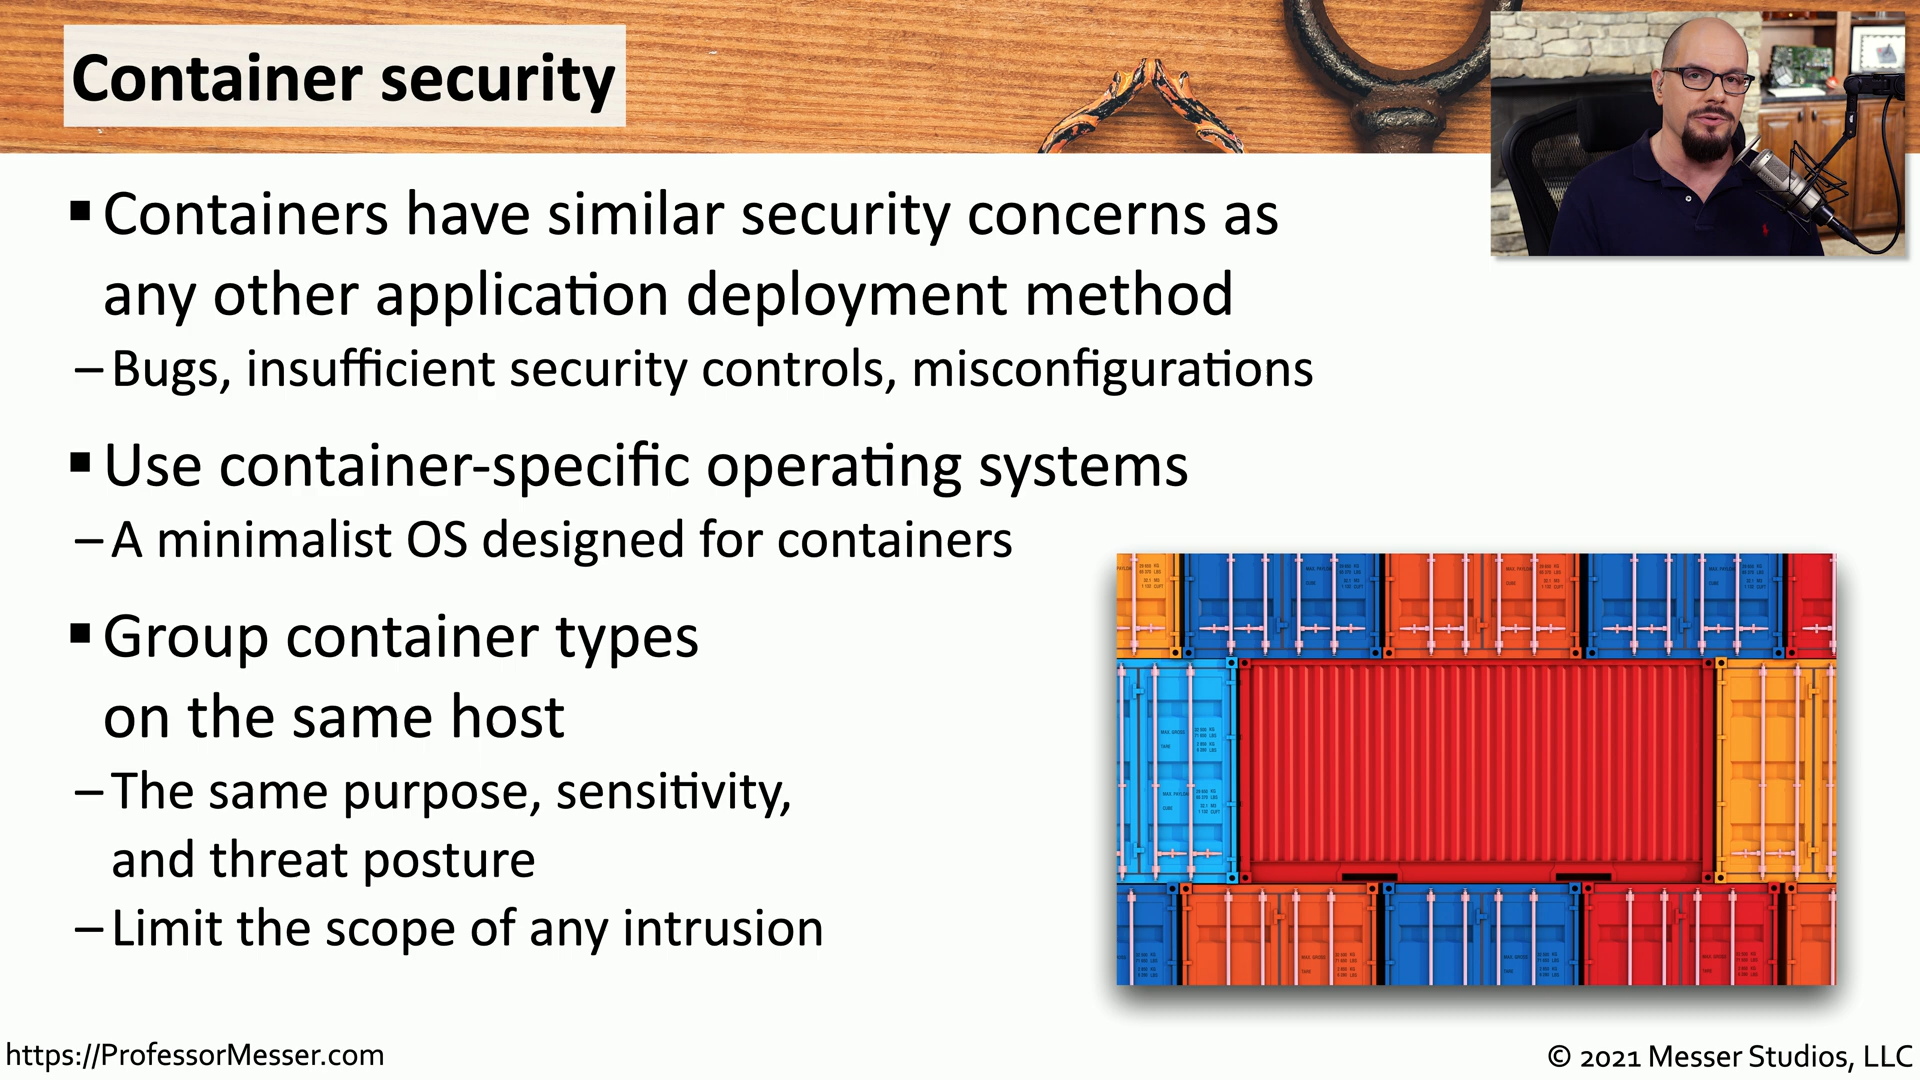 Container security
▪ Containers have similar security concerns as
any other application deployment method
– Bugs, insufficient security controls, misconfigurations
▪ Use container-specific operating systems
– A minimalist OS designed for containers
▪ Group container types
on the same host
– The same purpose, sensitivity,
and threat posture
– Limit the scope of any intrusion
https://ProfessorMesser.com
© 2021 Messer Studios, LLC